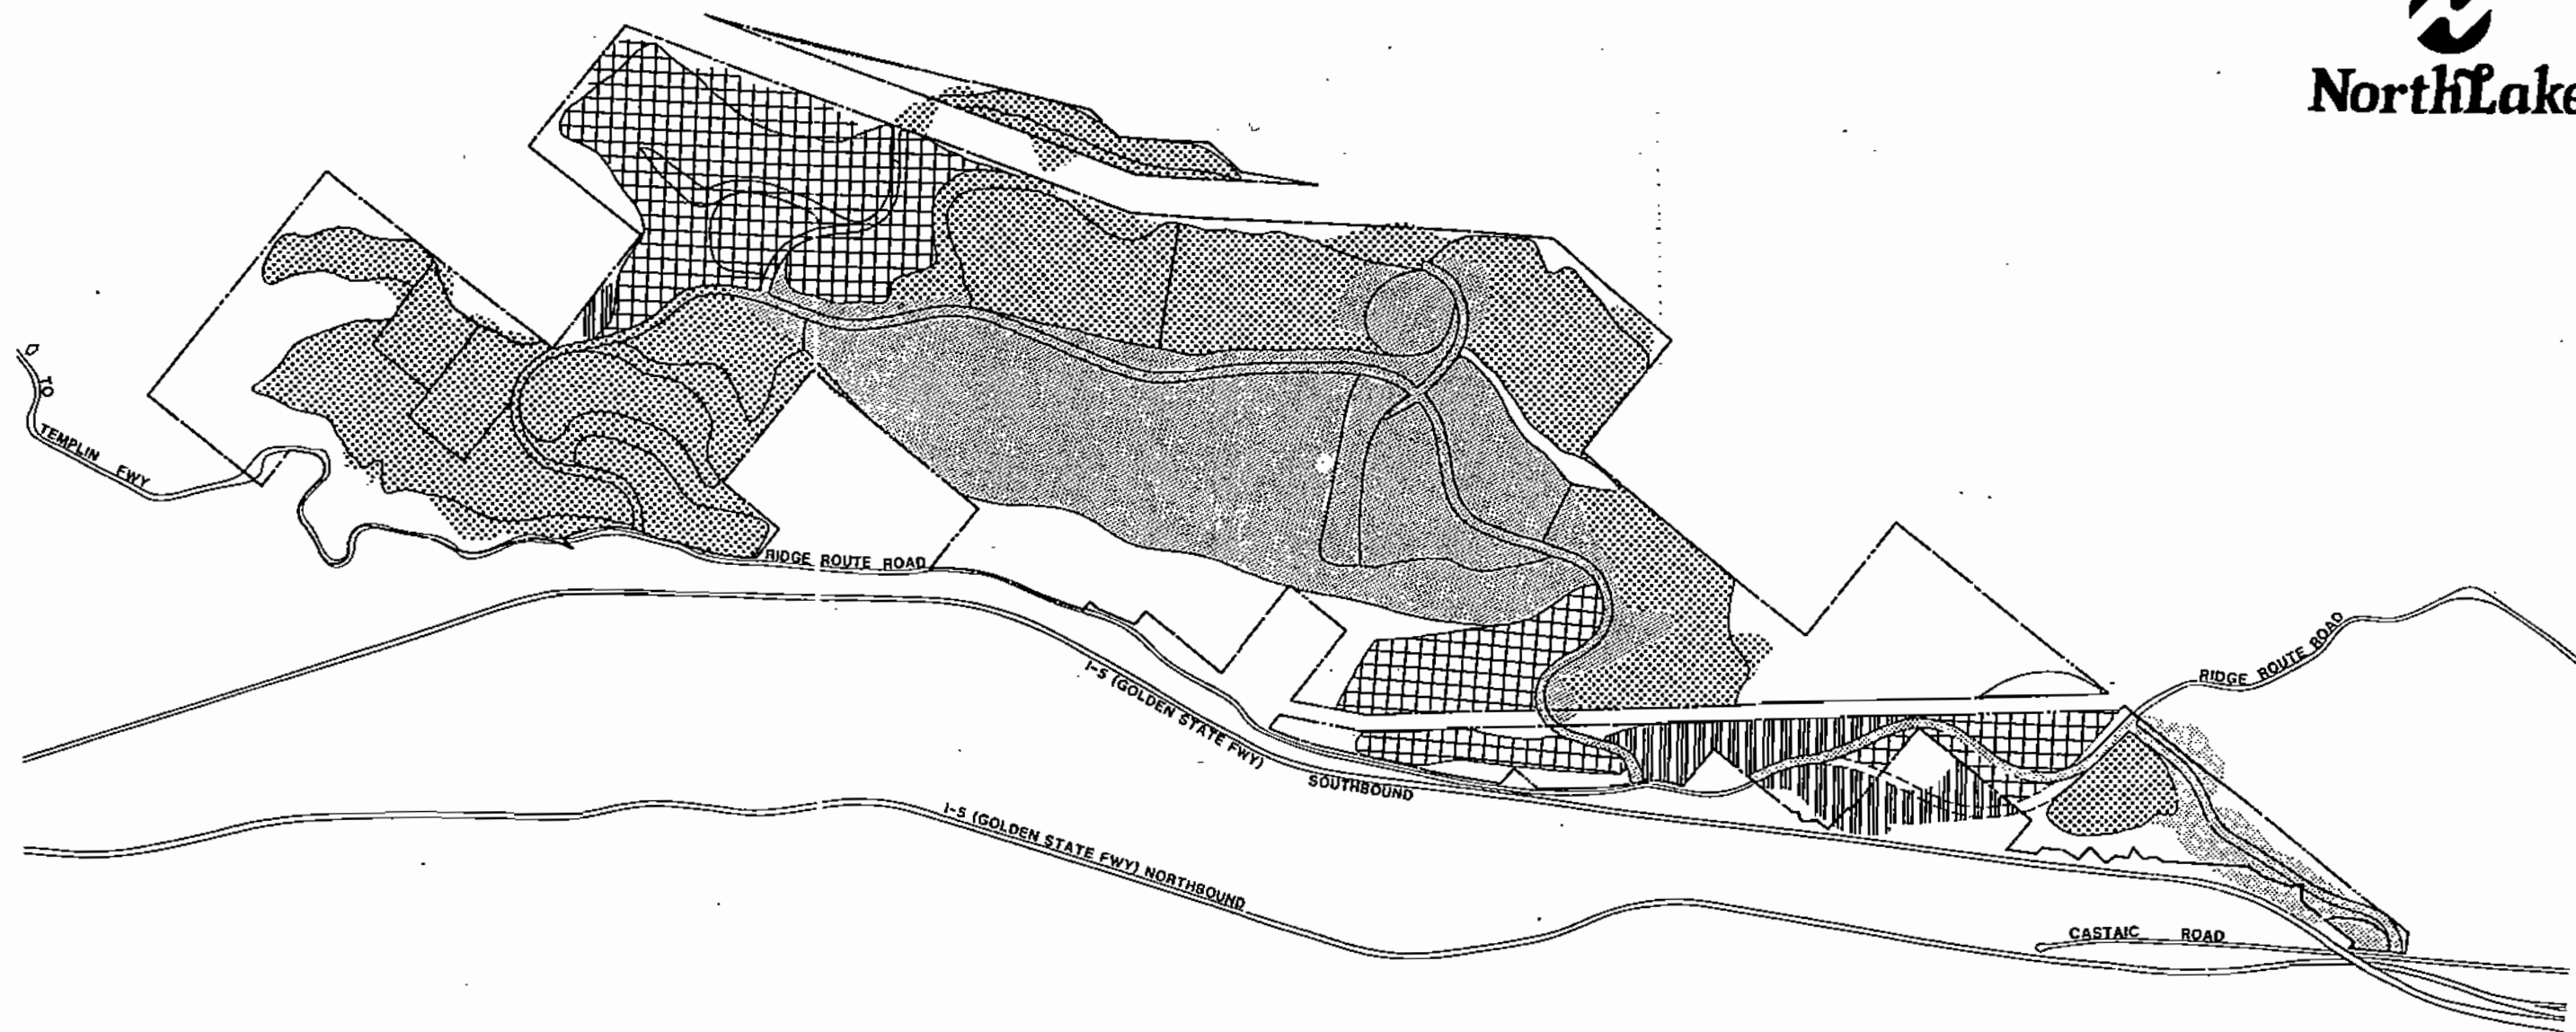 NorthLake
TO
TEMPLIN FWY
RIDGE ROUTE ROAD
RIDGE ROUTE ROAD
I-5 (GOLDEN STATE FWY)
SOUTHBOUND
I-5 (GOLDEN STATE FWY) NORTHBOUND
CASTAIC ROAD